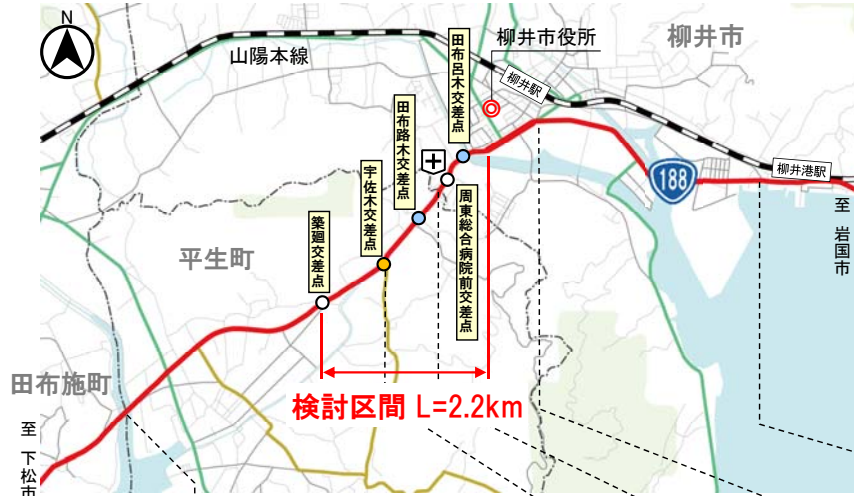 N
山陽本線
柳井市役所
柳井市
柳井駅
田布呂木交差点
田布路木交差点
宇佐木交差点
築廻交差点
周東総合病院前交差点
188
柳井港駅
至 岩国市
平生町
田布施町
検討区間 L=2.2km
至 下松市